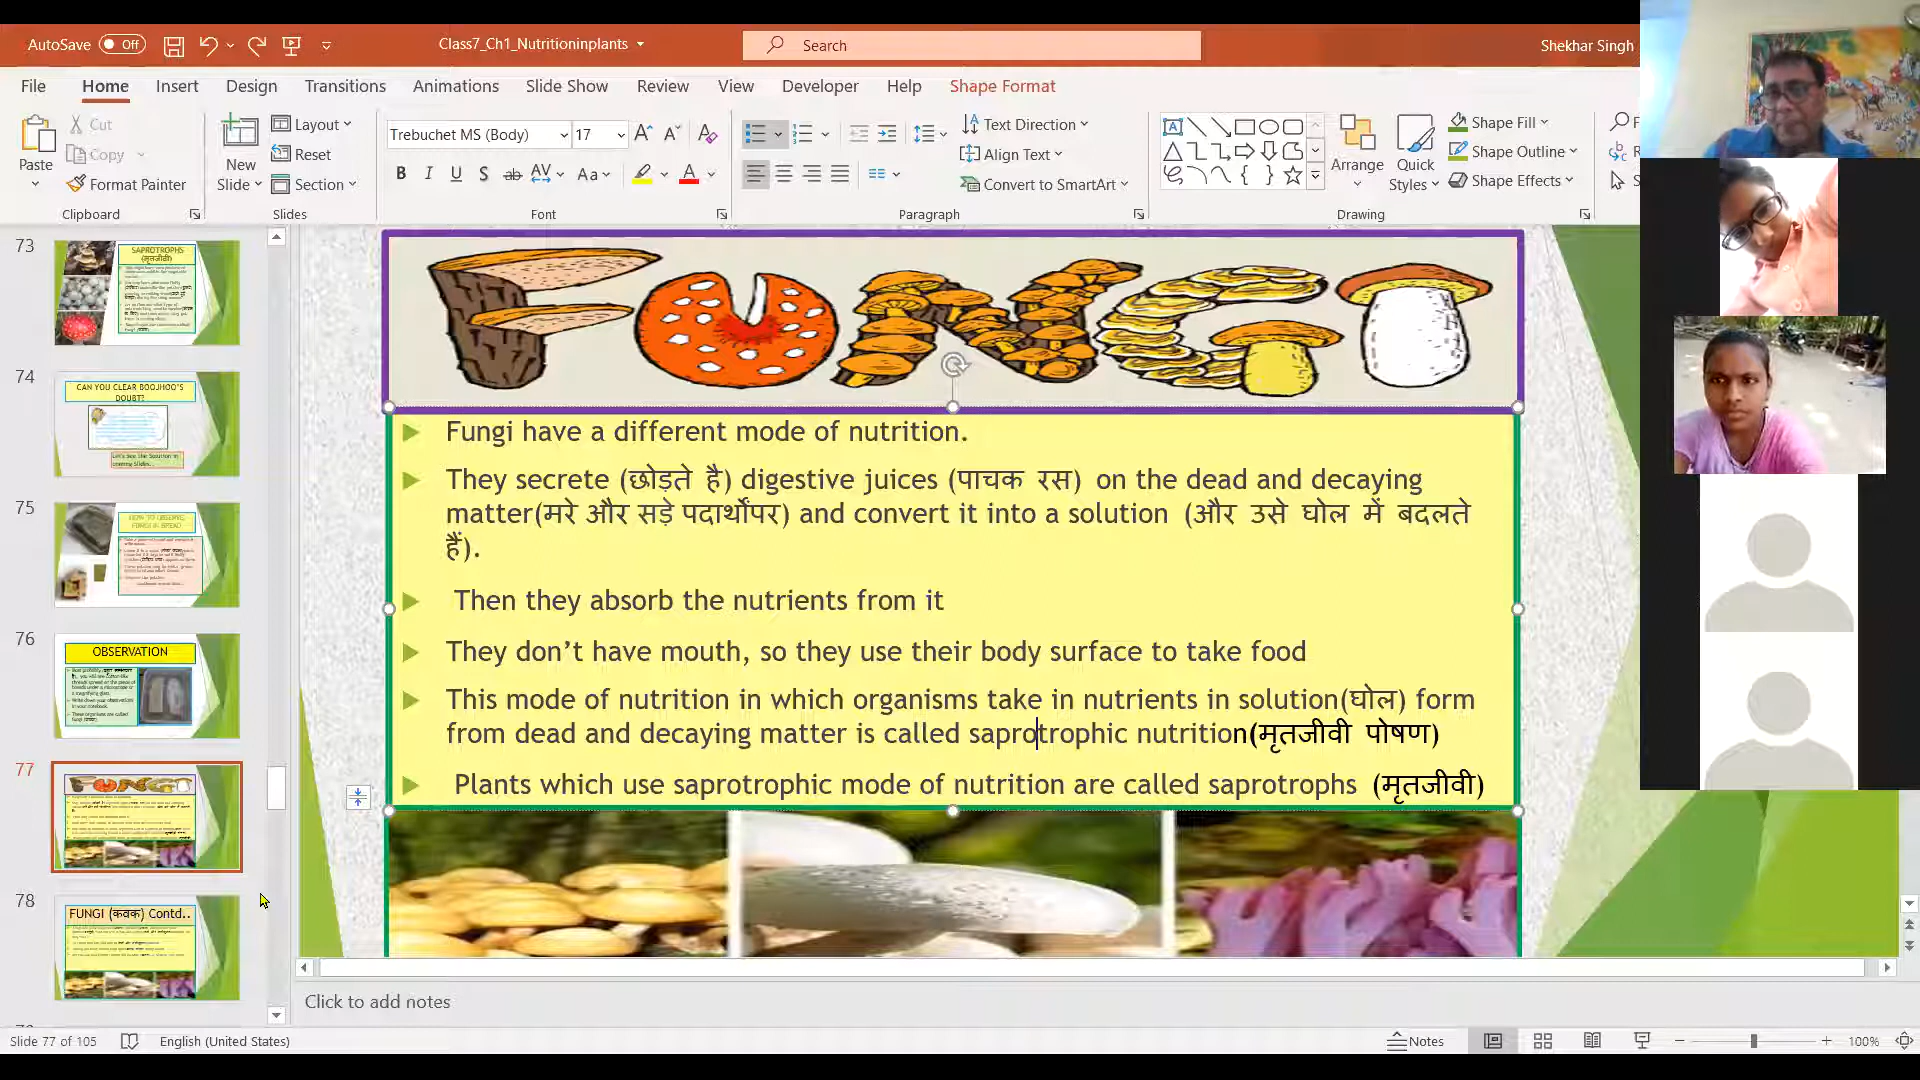 AutoSave Off
Class7_Ch1_Nutritioninplants
Search
Shekhar Singh
File Home Insert Design Transitions Animations Slide Show Review View Developer Help Shape Format
Paste
Cut
Copy
Format Painter
Clipboard
New
Slide
Layout
Reset
Section
Slides
Trebuchet MS (Body) 17
Font
Text Direction
Align Text
Convert to SmartArt
Paragraph
Arrange
Quick
Styles
Shape Fill
Shape Outline
Shape Effects
Drawing
73
SAPROTROPHS
(मृतजीवी)
74
CAN YOU CLEAR BOOJHOO'S
DOUBT?
75
76
OBSERVATION
77
78
FUNGI (कवक) Contd..
FUNGI
Fungi have a different mode of nutrition.
They secrete (छोड़ते है) digestive juices (पाचक रस) on the dead and decaying
matter(मरे और सड़े पदार्थोंपर) and convert it into a solution (और उसे घोल में बदलते
हैं).
Then they absorb the nutrients from it
They don’t have mouth, so they use their body surface to take food
This mode of nutrition in which organisms take in nutrients in solution(घोल) form
from dead and decaying matter is called saprotrophic nutrition(मृतजीवी पोषण)
Plants which use saprotrophic mode of nutrition are called saprotrophs (मृतजीवी)
Click to add notes
Slide 77 of 105
English (United States)
Notes
100%